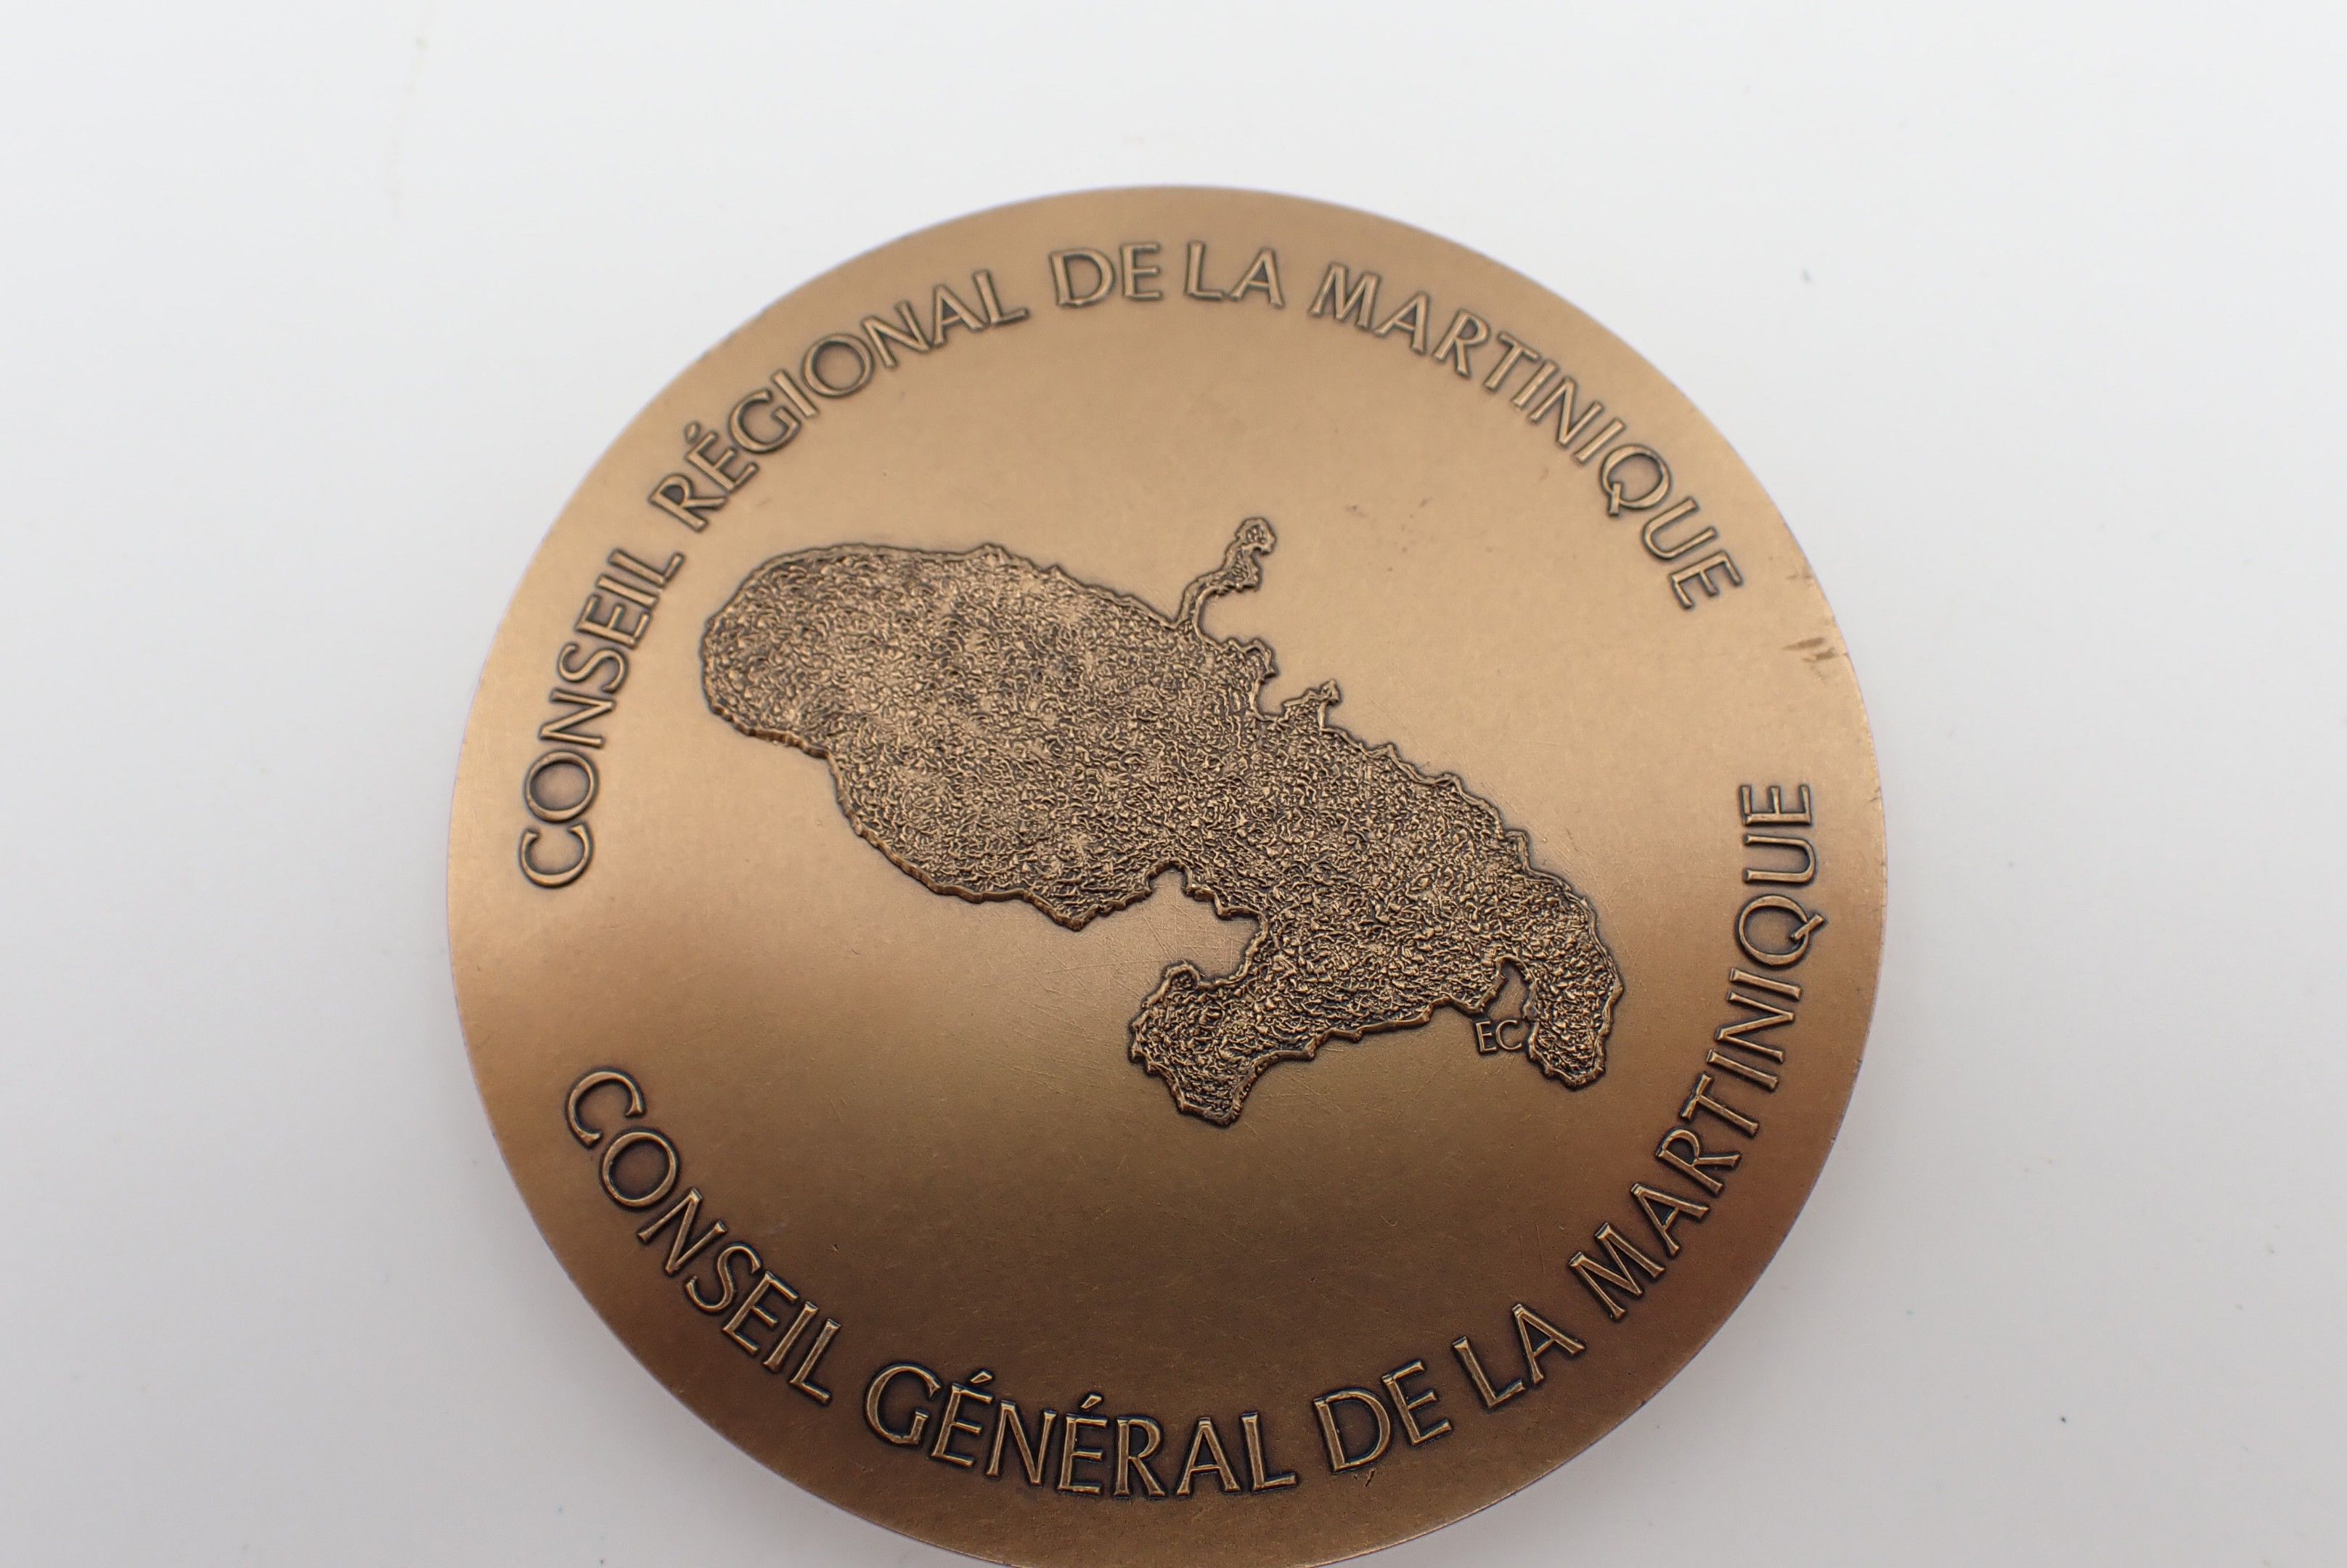 CONSEIL RÉGIONAL DE LA MARTINIQUE
EC
CONSEIL GÉNÉRAL DE LA MARTINIQUE